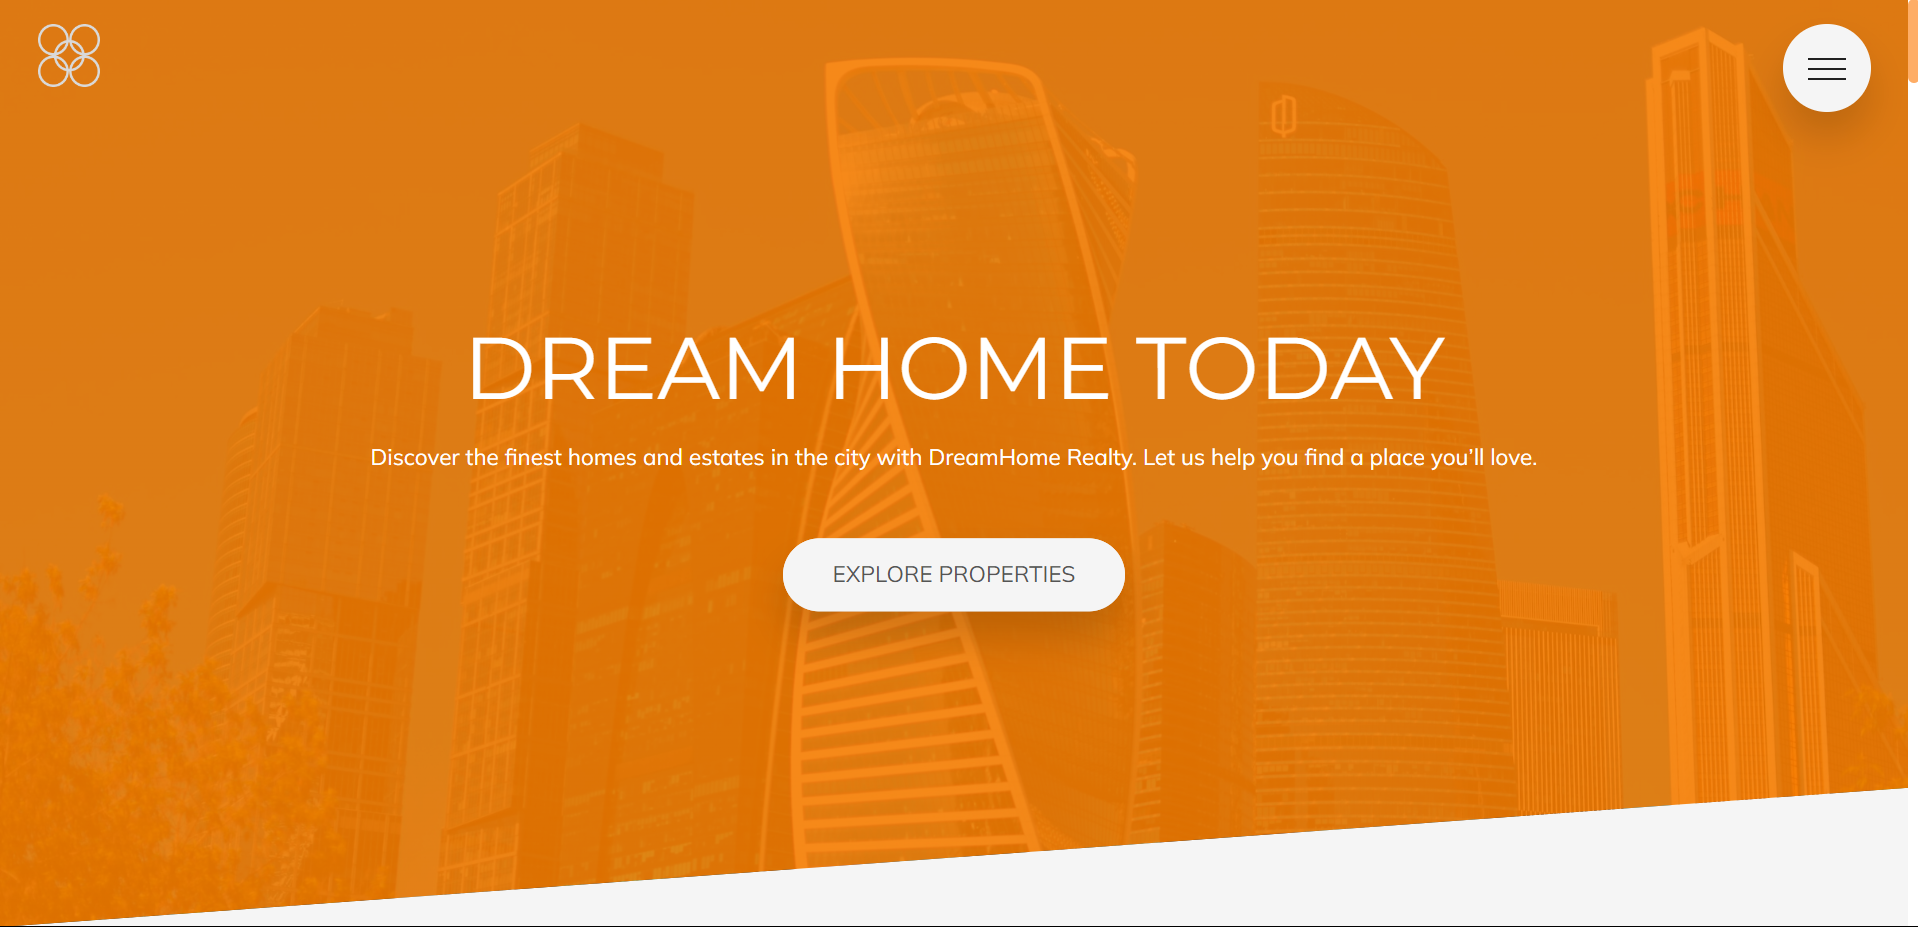 DREAM HOME TODAY
Discover the finest homes and estates in the city with DreamHome Realty. Let us help you find a place you’ll love.
EXPLORE PROPERTIES